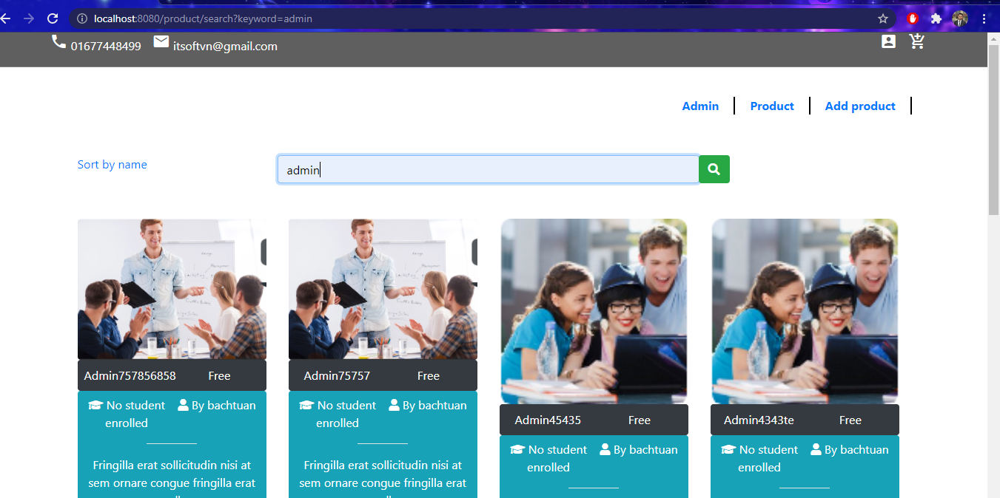 localhost:8080/product/search?keyword=admin
01677448499 itsoftvn@gmail.com
Admin Product Add product
Sort by name
admin
Admin757856858 Free
No student enrolled By bachtuan
Fringilla erat sollicitudin nisi at
sem ornare congue fringilla erat
Admin75757 Free
No student enrolled By bachtuan
Fringilla erat sollicitudin nisi at
sem ornare congue fringilla erat
Admin45435 Free
No student enrolled By bachtuan
Admin4343te Free
No student enrolled By bachtuan